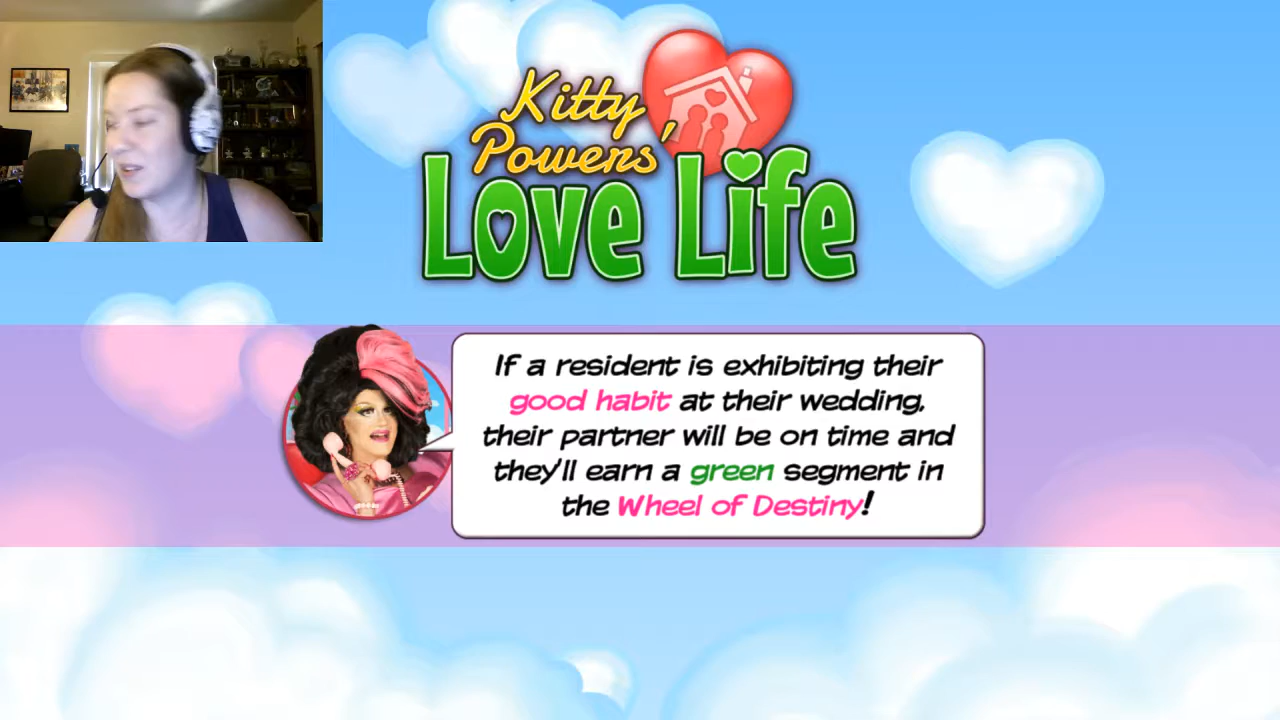 Kitty
Powers'
Love Life
If a resident is exhibiting their
good habit at their wedding,
their partner will be on time and
they'll earn a green segment in
the Wheel of Destiny!